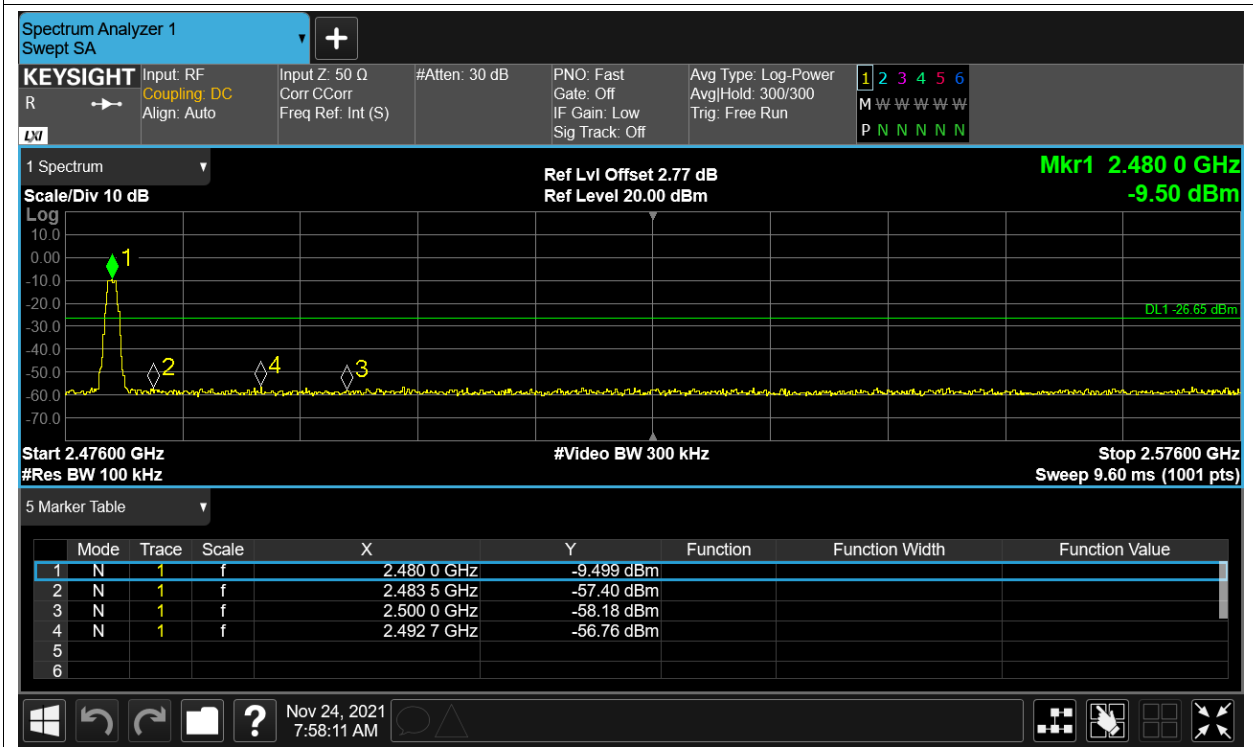 Spectrum Analyzer 1
Swept SA
+
KEYSIGHT Input: RF Input Z: 50 Ω #Atten: 30 dB PNO: Fast Avg Type: Log-Power 1 2 3 4 5 6
R Coupling: DC Corr CCorr Gate: Off Avg|Hold: 300/300 M W W W W W
Align: Auto Freq Ref: Int (S) IF Gain: Low Trig: Free Run
LXI Sig Track: Off P N N N N N
1 Spectrum Ref Lvl Offset 2.77 dB Mkr1 2.480 0 GHz
Scale/Div 10 dB Ref Level 20.00 dBm -9.50 dBm
Log
10.0
0.00 1
-10.0
-20.0 DL1 -26.65 dBm
-30.0
-40.0
-50.0 2 4 3
-60.0
-70.0
Start 2.47600 GHz #Video BW 300 kHz Stop 2.57600 GHz
#Res BW 100 kHz Sweep 9.60 ms (1001 pts)
5 Marker Table
Mode Trace Scale X Y Function Function Width Function Value
1 N 1 f 2.480 0 GHz -9.499 dBm
2 N 1 f 2.483 5 GHz -57.40 dBm
3 N 1 f 2.500 0 GHz -58.18 dBm
4 N 1 f 2.492 7 GHz -56.76 dBm
5
6
? Nov 24, 2021
7:58:11 AM